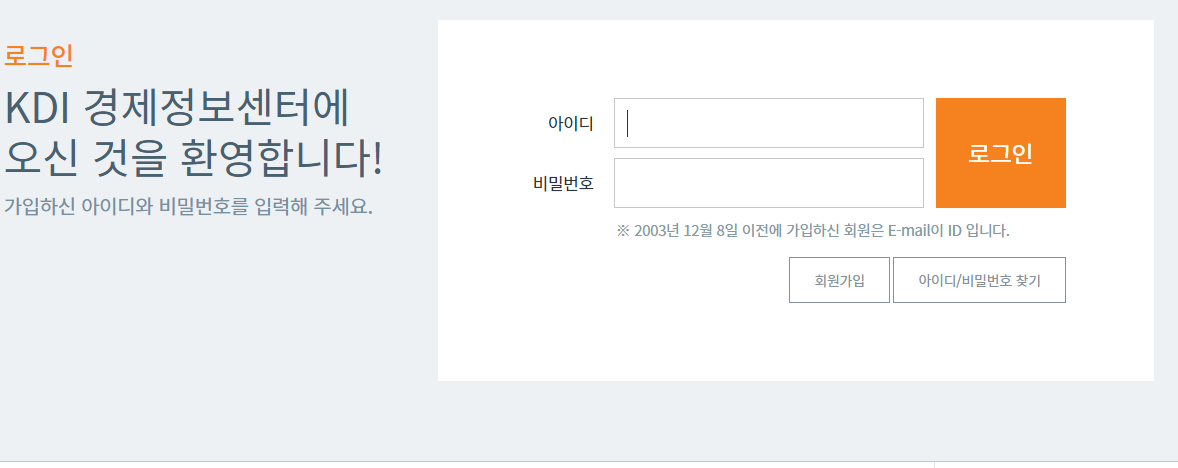 로그인
KDI 경제정보센터에
오신 것을 환영합니다!
가입하신 아이디와 비밀번호를 입력해 주세요.
아이디
비밀번호
로그인
※ 2003년 12월 8일 이전에 가입하신 회원은 E-mail이 ID 입니다.
회원가입
아이디/비밀번호 찾기